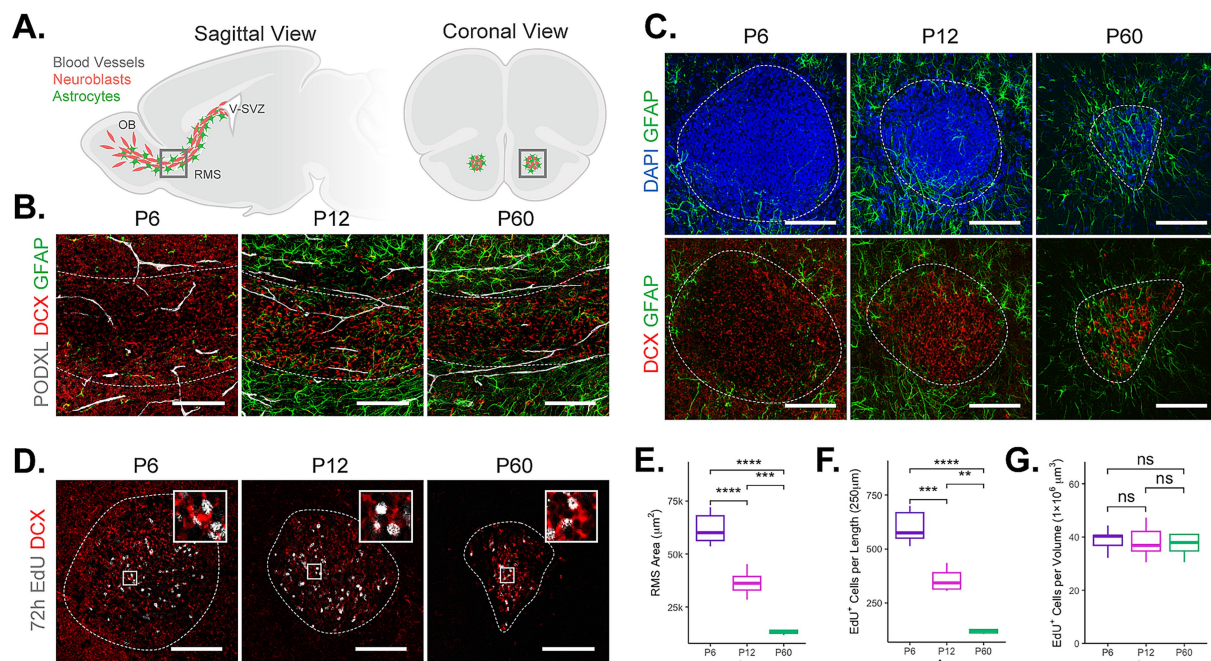 A.
Sagittal View
Coronal View
Blood Vessels
Neuroblasts
Astrocytes
V-SVZ
OB
RMS
B.
P6
P12
P60
PODXL DCX GFAP
C.
P6
P12
P60
DAPI GFAP
DCX GFAP
D.
P6
P12
P60
72h EdU DCX
E.
RMS Area (μm²)
75k
50k
25k
****
****
***
P6
P12
P60
F.
EdU⁺ Cells per Length (250μm)
750
500
250
****
***
**
P6
P12
P60
G.
EdU⁺ Cells per Volume (1×10⁶ μm³)
60
40
20
0
ns
ns
ns
P6
P12
P60